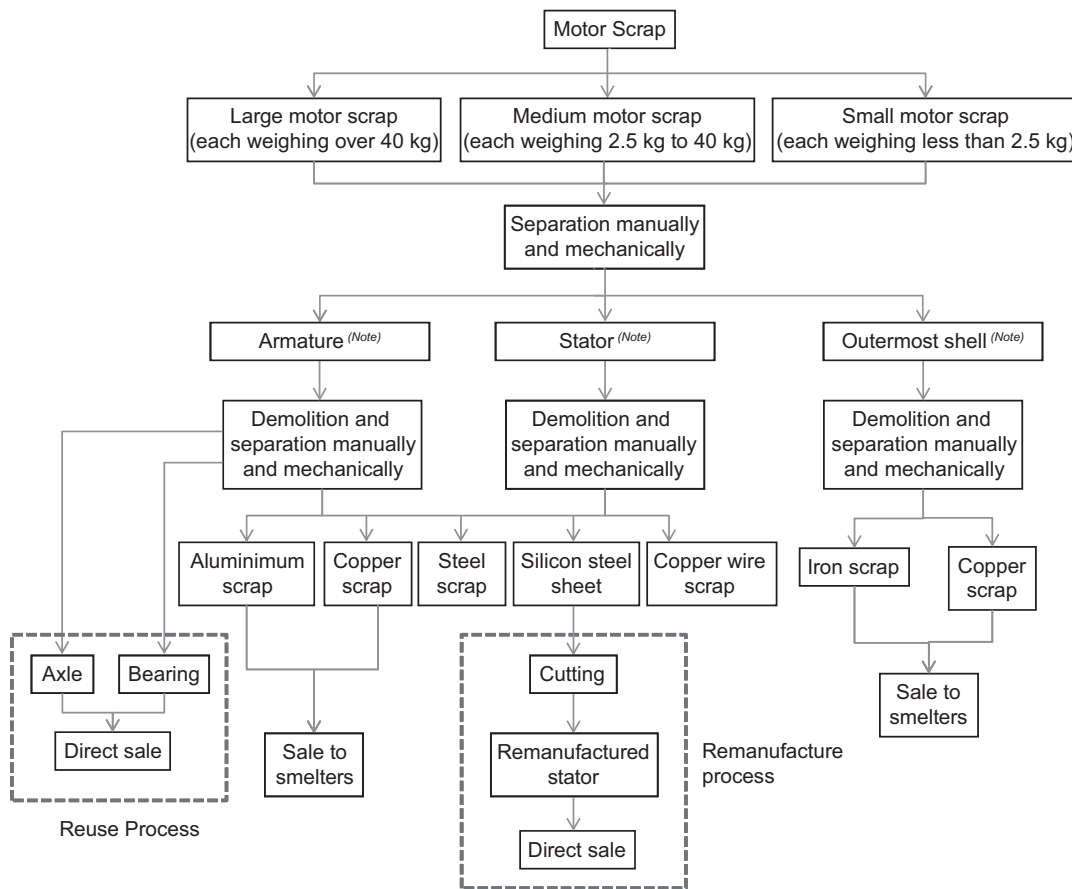 Motor Scrap
Large motor scrap
(each weighing over 40 kg)
Medium motor scrap
(each weighing 2.5 kg to 40 kg)
Small motor scrap
(each weighing less than 2.5 kg)
Separation manually
and mechanically
Armature (Note)
Stator (Note)
Outermost shell (Note)
Demolition and
separation manually
and mechanically
Demolition and
separation manually
and mechanically
Demolition and
separation manually
and mechanically
Aluminimum
scrap
Copper
scrap
Steel
scrap
Silicon steel
sheet
Copper wire
scrap
Iron scrap
Copper
scrap
Axle
Bearing
Cutting
Sale to
smelters
Direct sale
Sale to
smelters
Remanufactured
stator
Remanufacture
process
Reuse Process
Direct sale